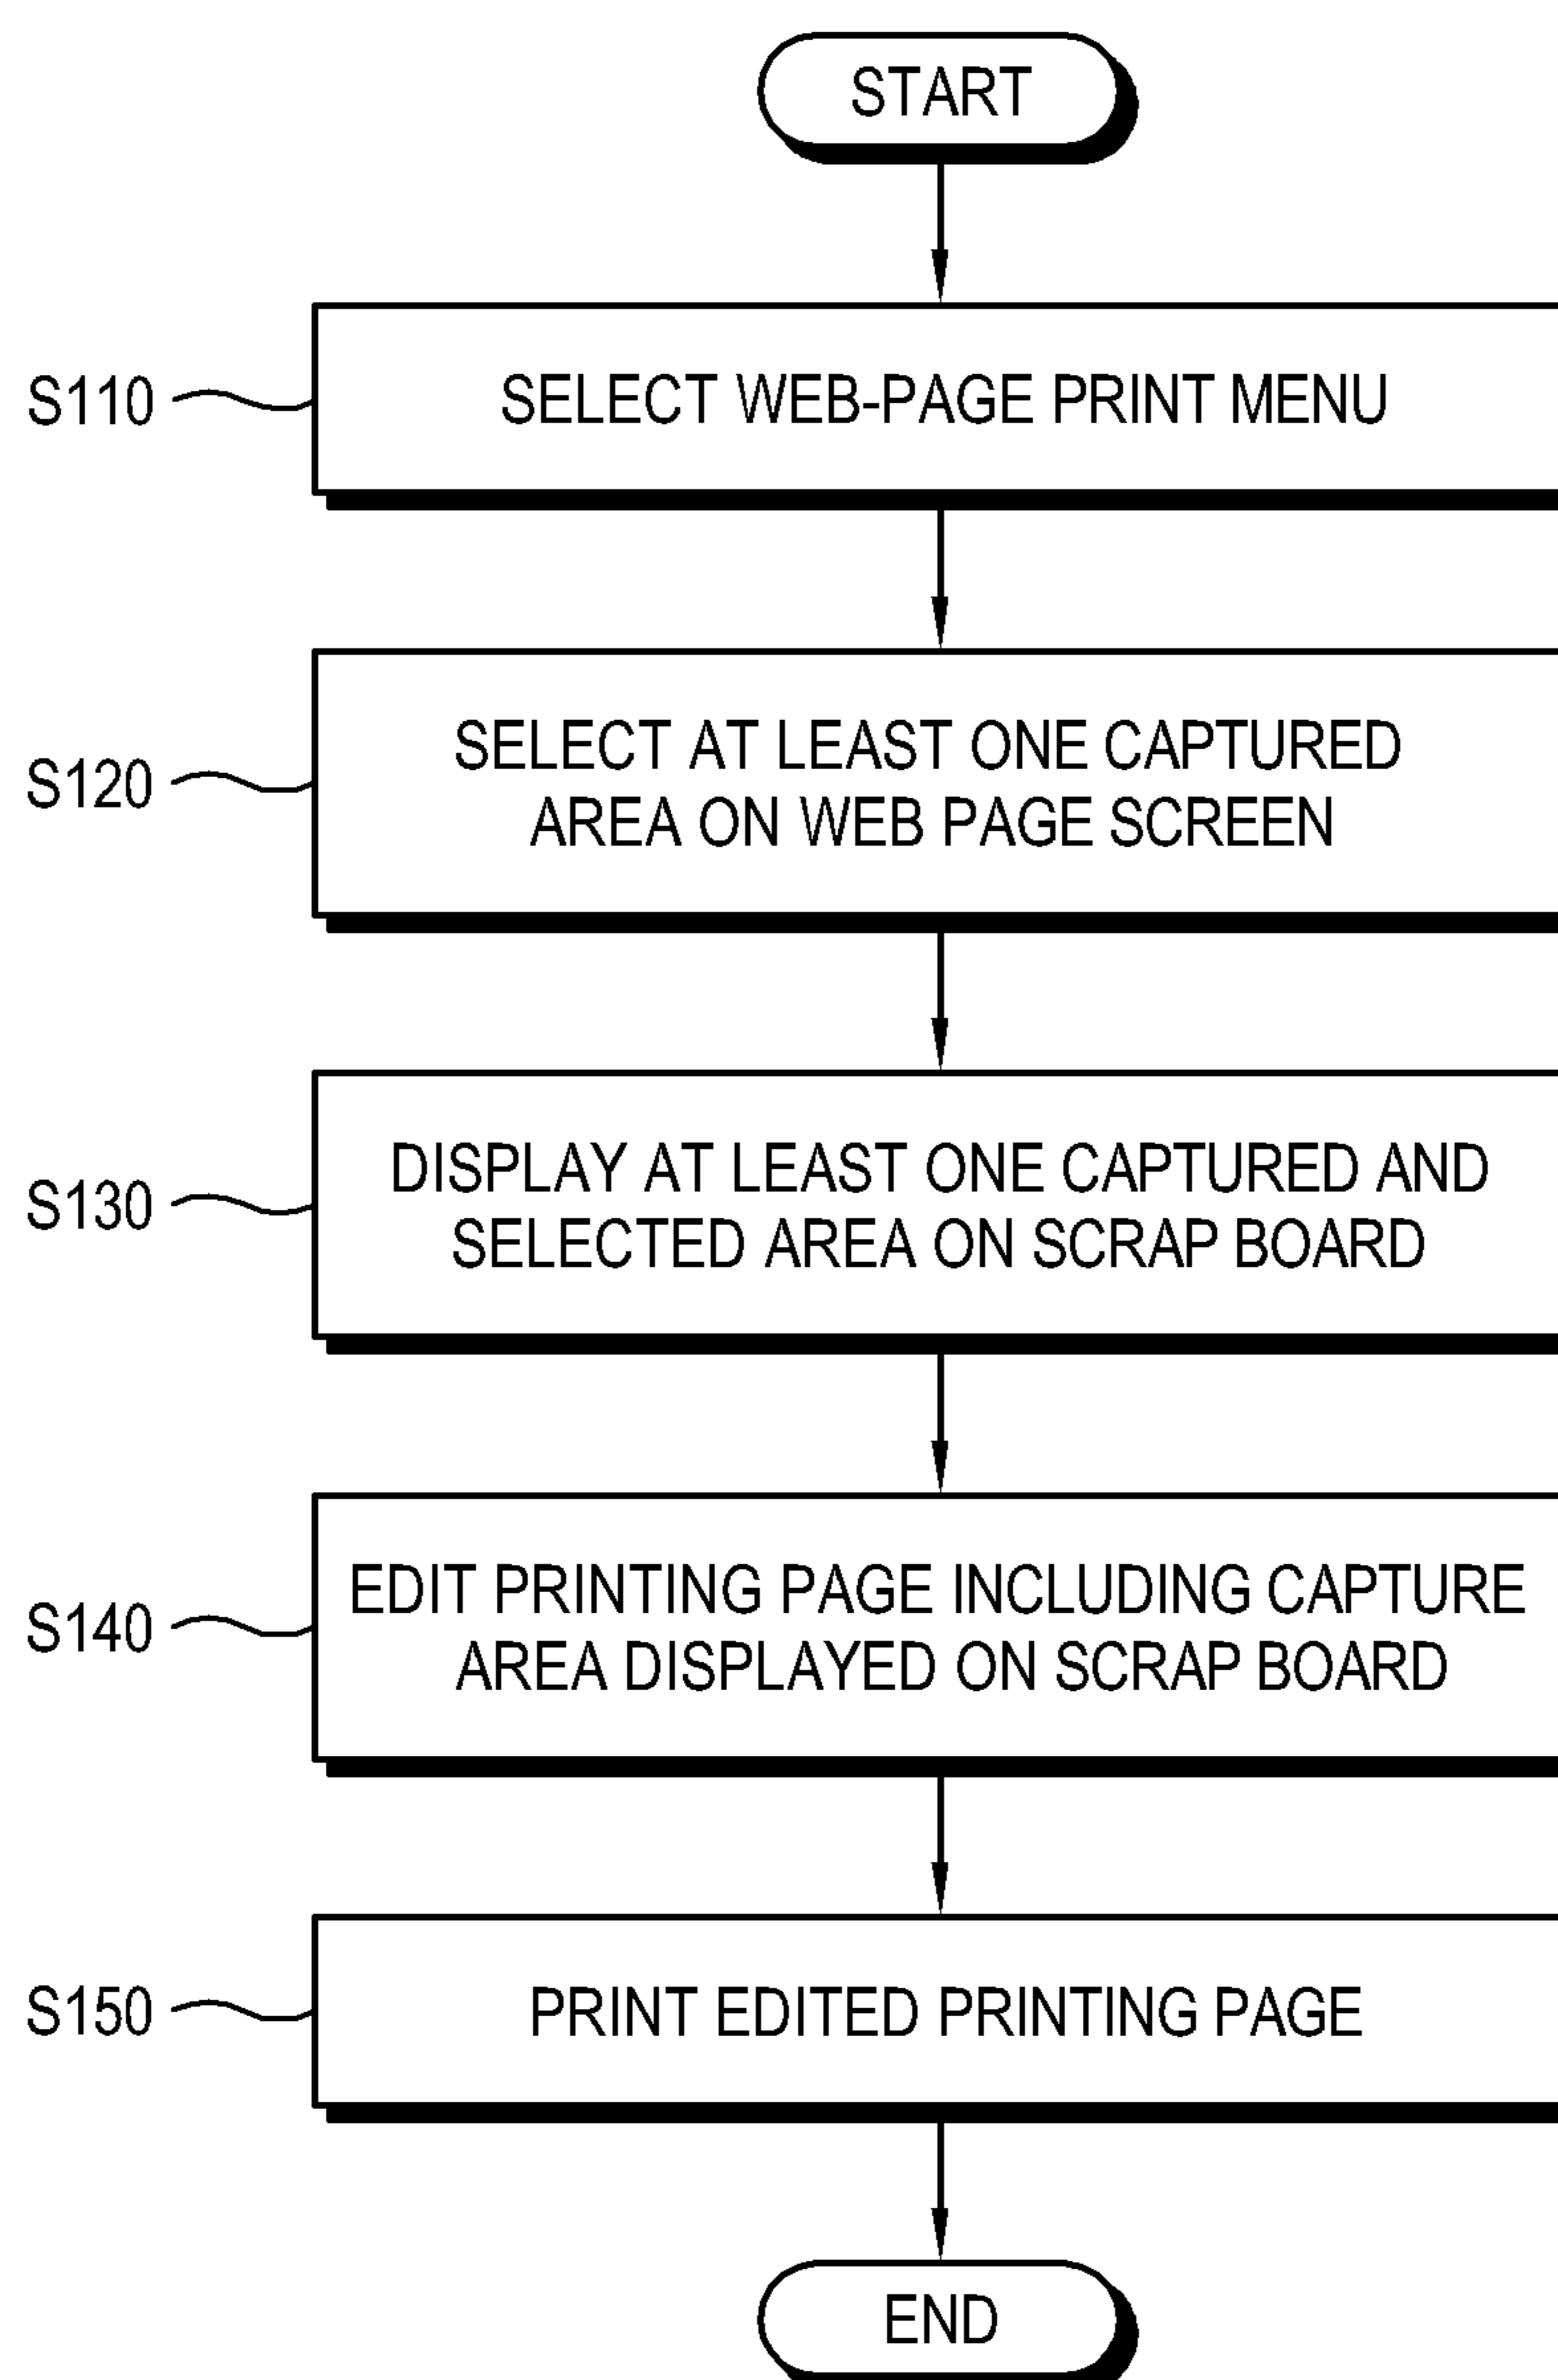 START
S110
SELECT WEB-PAGE PRINT MENU
S120
SELECT AT LEAST ONE CAPTURED
AREA ON WEB PAGE SCREEN
S130
DISPLAY AT LEAST ONE CAPTURED AND
SELECTED AREA ON SCRAP BOARD
S140
EDIT PRINTING PAGE INCLUDING CAPTURE
AREA DISPLAYED ON SCRAP BOARD
S150
PRINT EDITED PRINTING PAGE
END